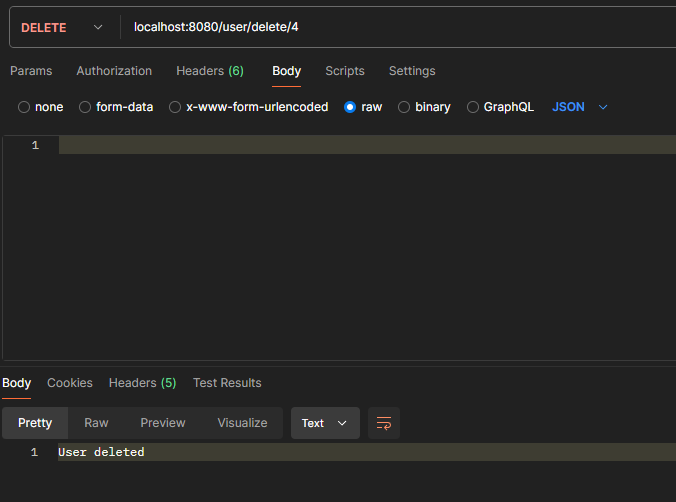 DELETE localhost:8080/user/delete/4
Params Authorization Headers (6) Body Scripts Settings
none form-data x-www-form-urlencoded raw binary GraphQL JSON
1
Body Cookies Headers (5) Test Results
Pretty Raw Preview Visualize Text
1 User deleted